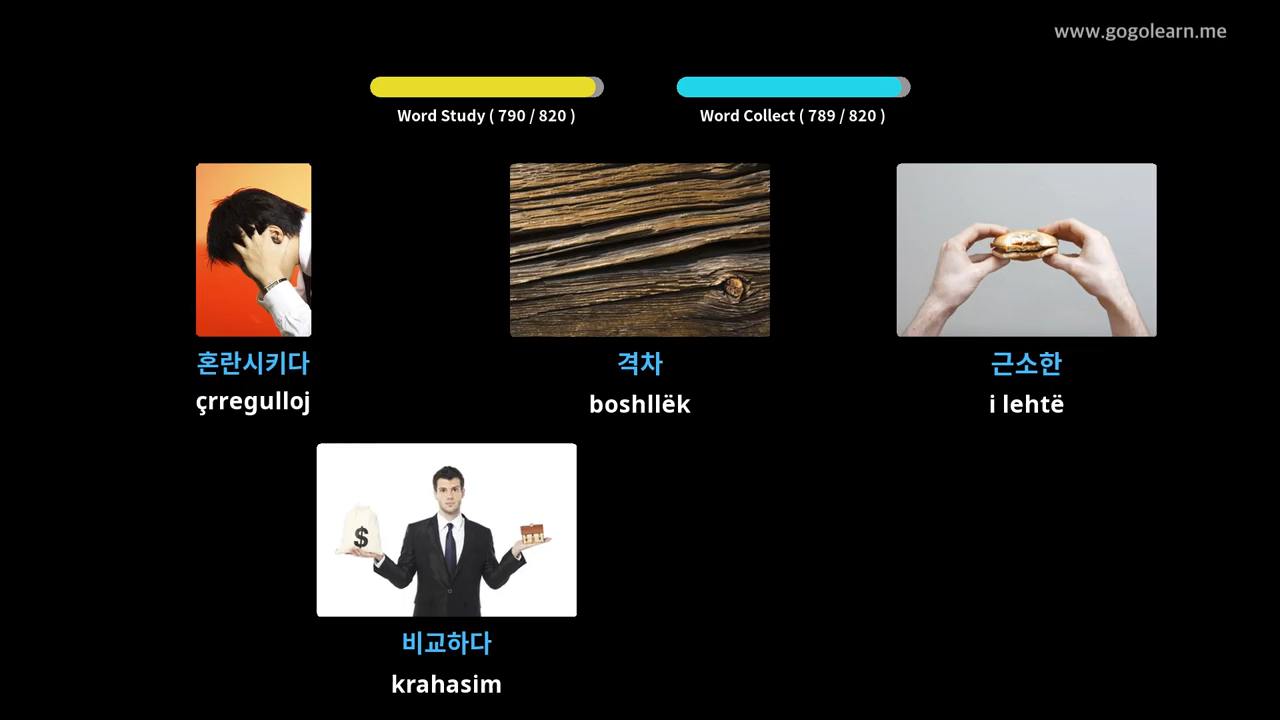 www.gogolearn.me
Word Study ( 790 / 820 )
Word Collect ( 789 / 820 )
혼란시키다
çrregulloj
격차
boshllëk
근소한
i lehtë
$
비교하다
krahasim